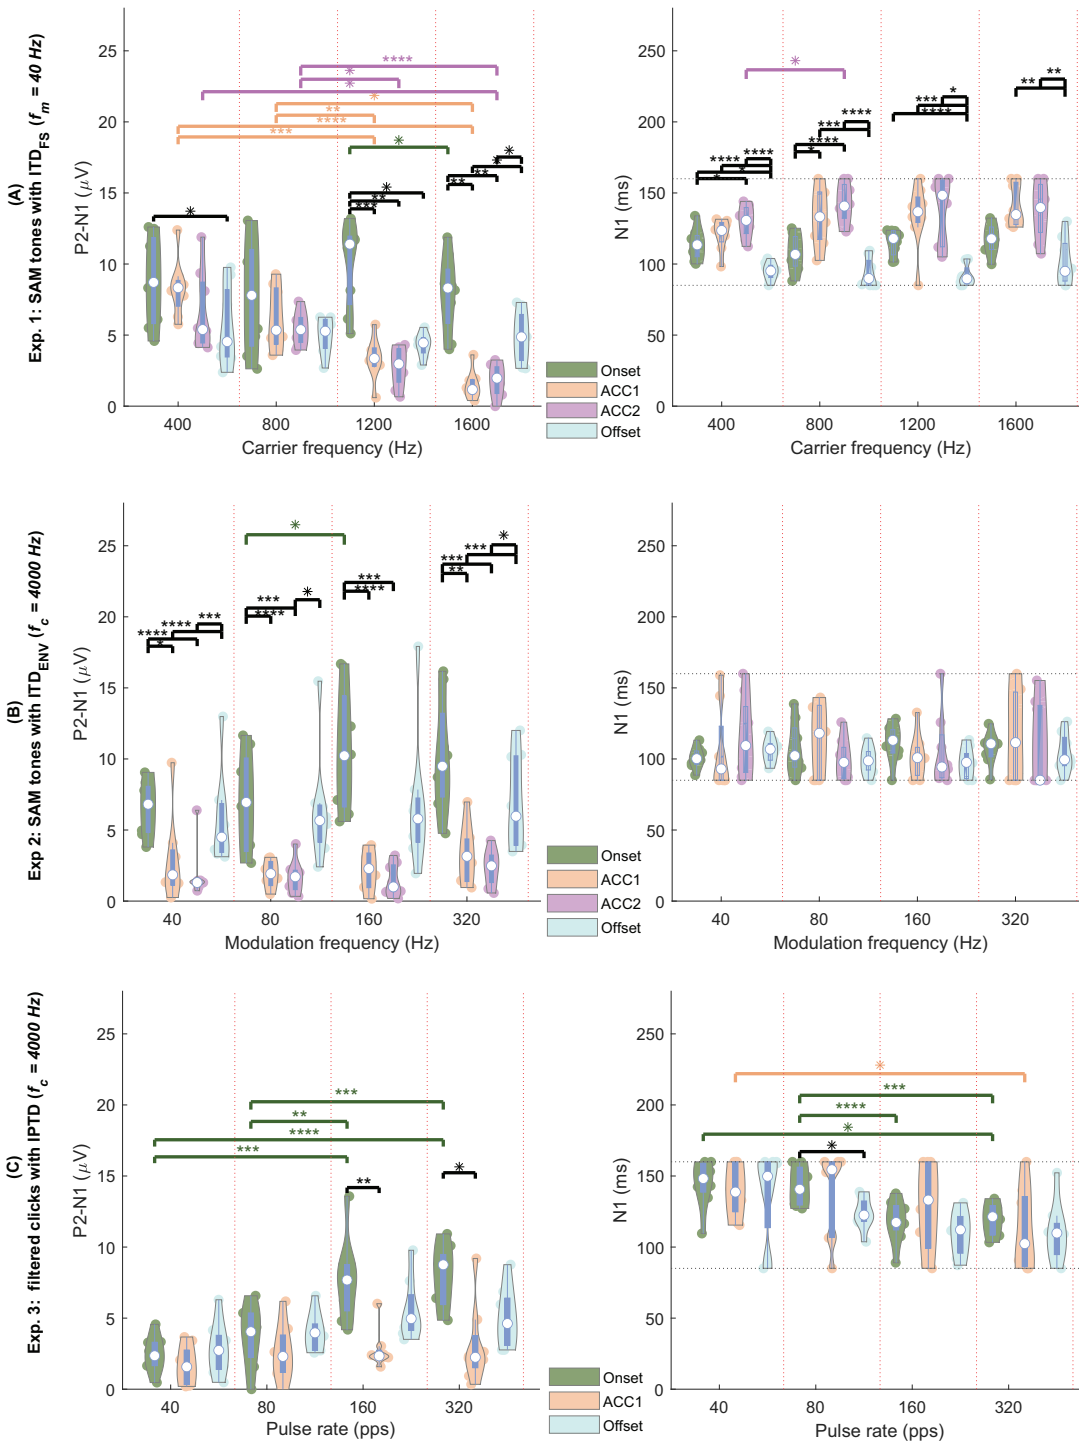 (A)
Exp. 1: SAM tones with ITD_FS (f_m = 40 Hz)
P2-N1 (μV)
25
20
15
10
5
0
****
*
*
*
**
****
***
*
*
*
**
***
*
*
**
**
*
400 800 1200 1600
Carrier frequency (Hz)
Onset
ACC1
ACC2
Offset
N1 (ms)
250
200
150
100
50
0
*
****
****
*
*
****
***
****
*
*
***
****
**
**
400 800 1200 1600
Carrier frequency (Hz)
(B)
Exp 2: SAM tones with ITD_ENV (f_c = 4000 Hz)
P2-N1 (μV)
25
20
15
10
5
0
*
***
****
****
*
*
***
****
***
****
*
***
***
**
40 80 160 320
Modulation frequency (Hz)
Onset
ACC1
ACC2
Offset
N1 (ms)
250
200
150
100
50
0
40 80 160 320
Modulation frequency (Hz)
(C)
Exp. 3: filtered clicks with IPTD (f_c = 4000 Hz)
P2-N1 (μV)
25
20
15
10
5
0
***
**
****
***
**
*
40 80 160 320
Pulse rate (pps)
Onset
ACC1
Offset
N1 (ms)
250
200
150
100
50
0
*
***
****
*
*
40 80 160 320
Pulse rate (pps)